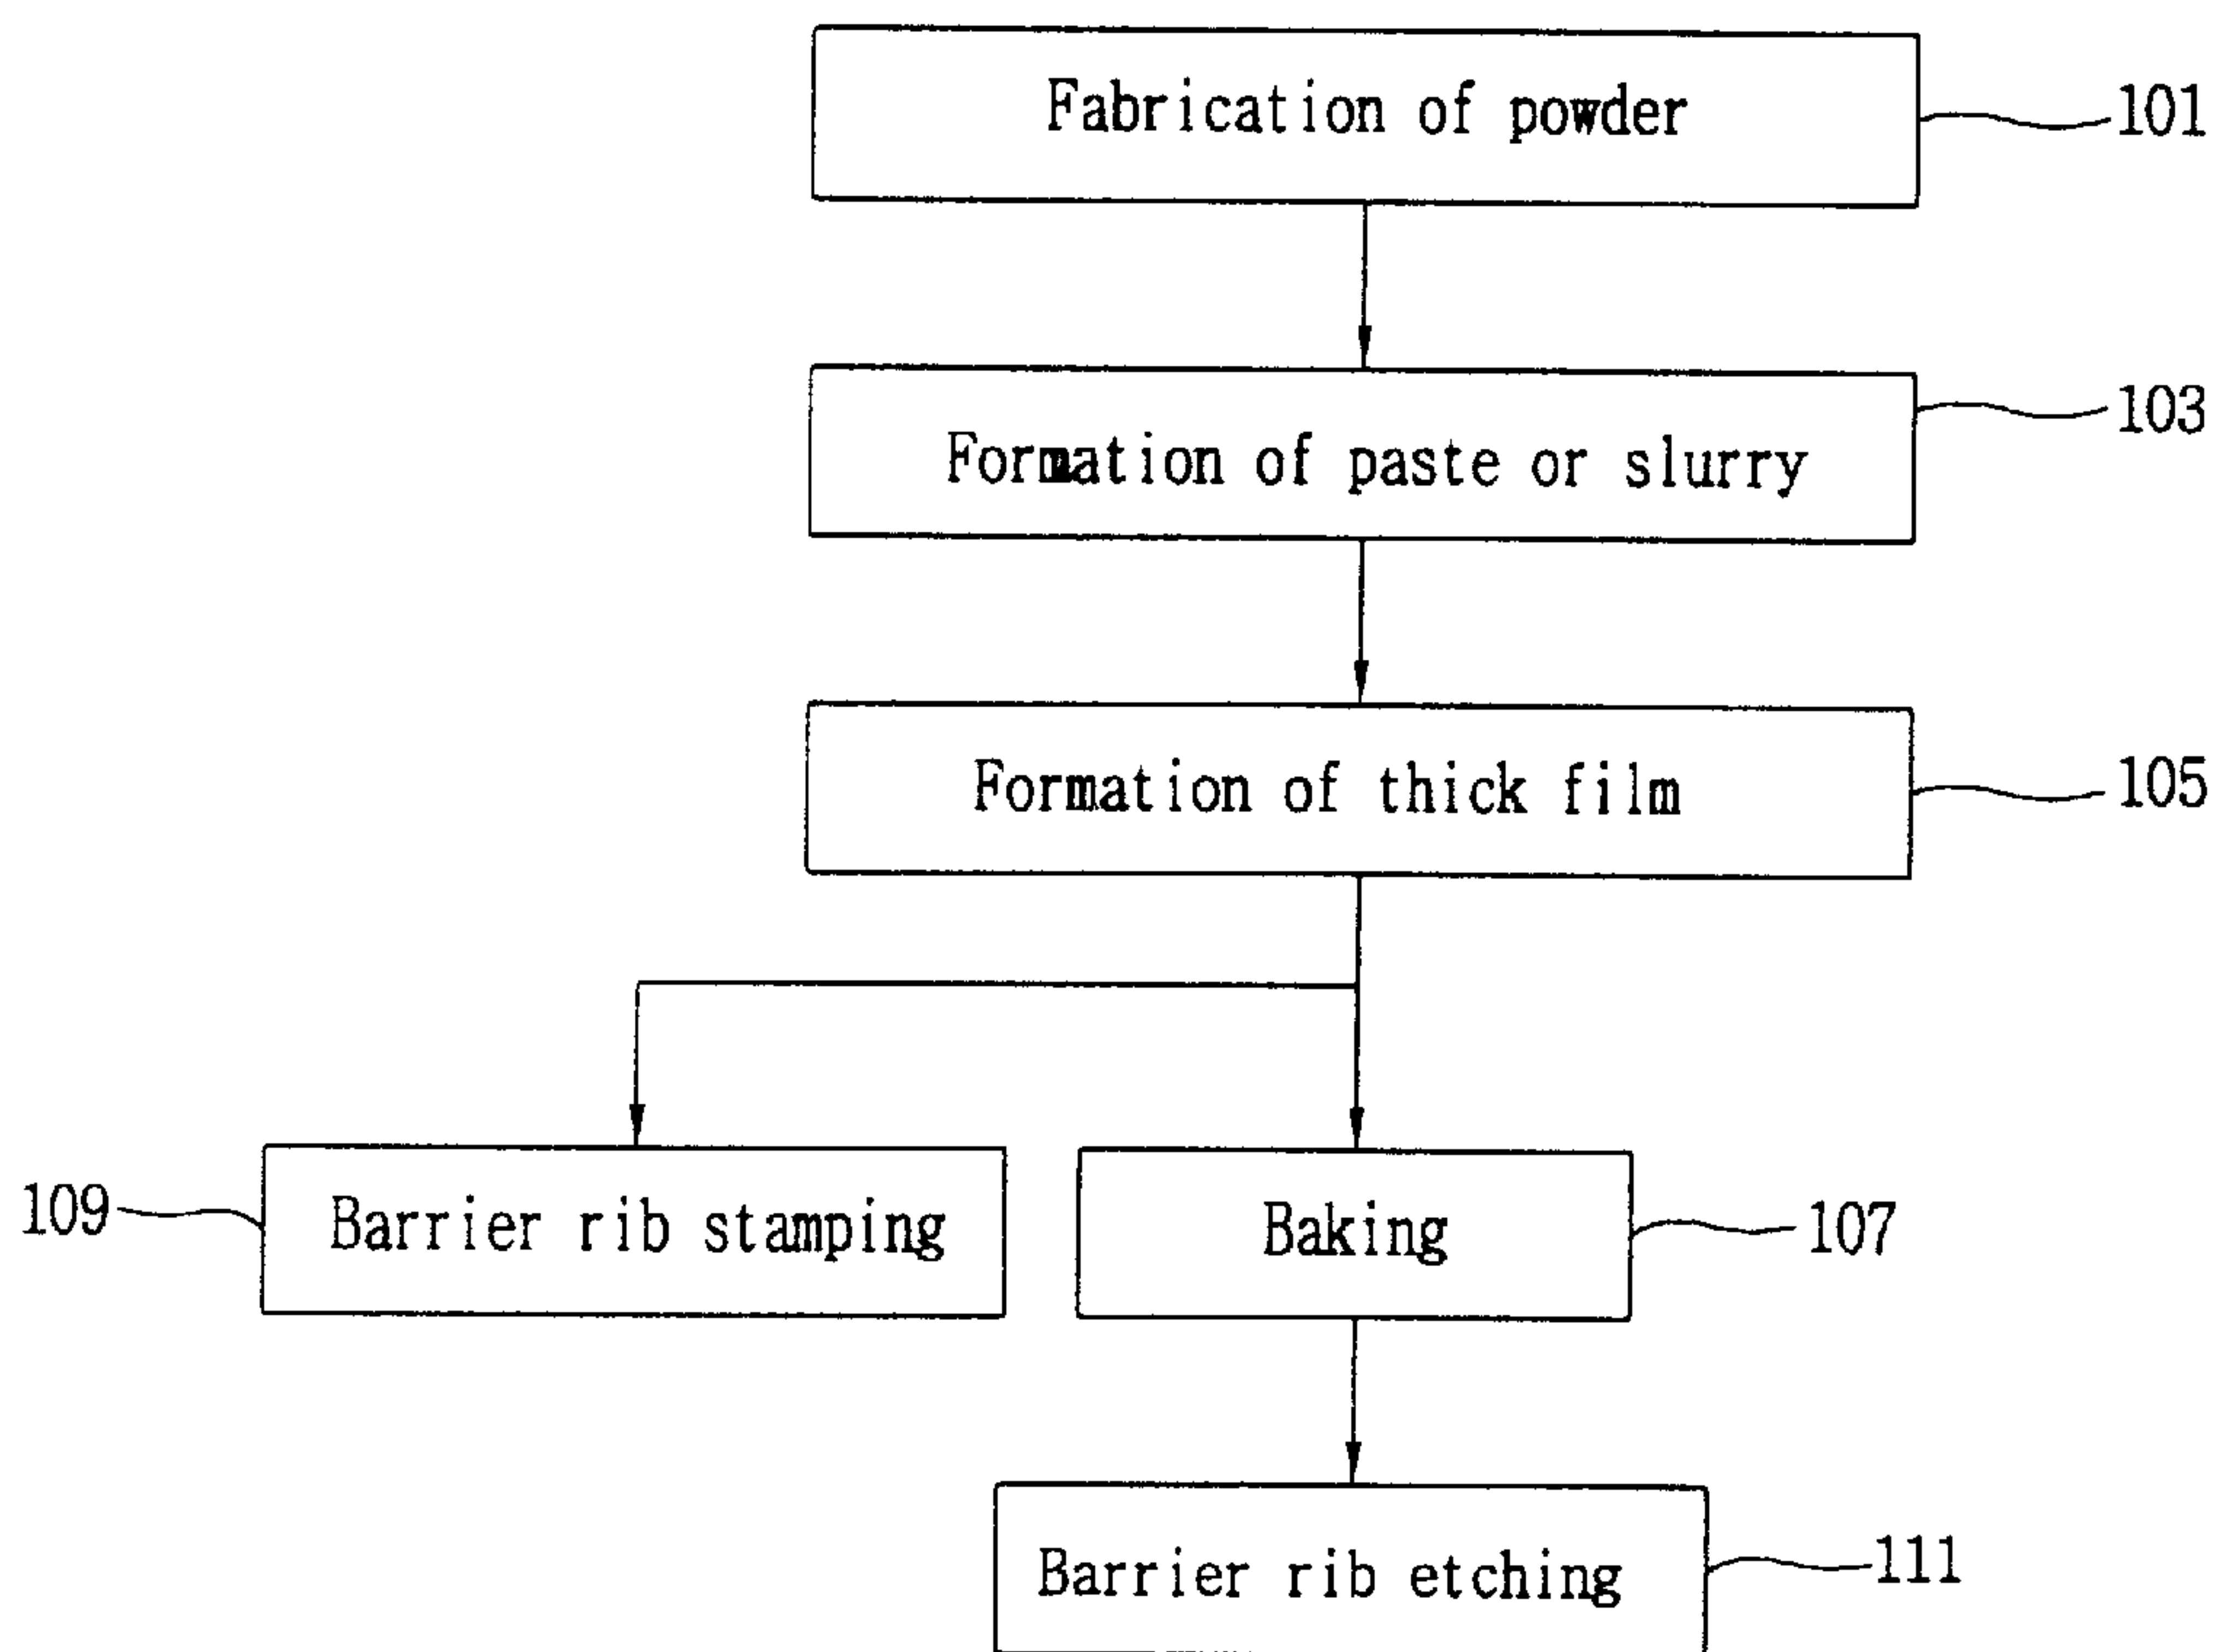 Fabrication of powder
101
Formation of paste or slurry
103
Formation of thick film
105
109
Barrier rib stamping
Baking
107
Barrier rib etching
111